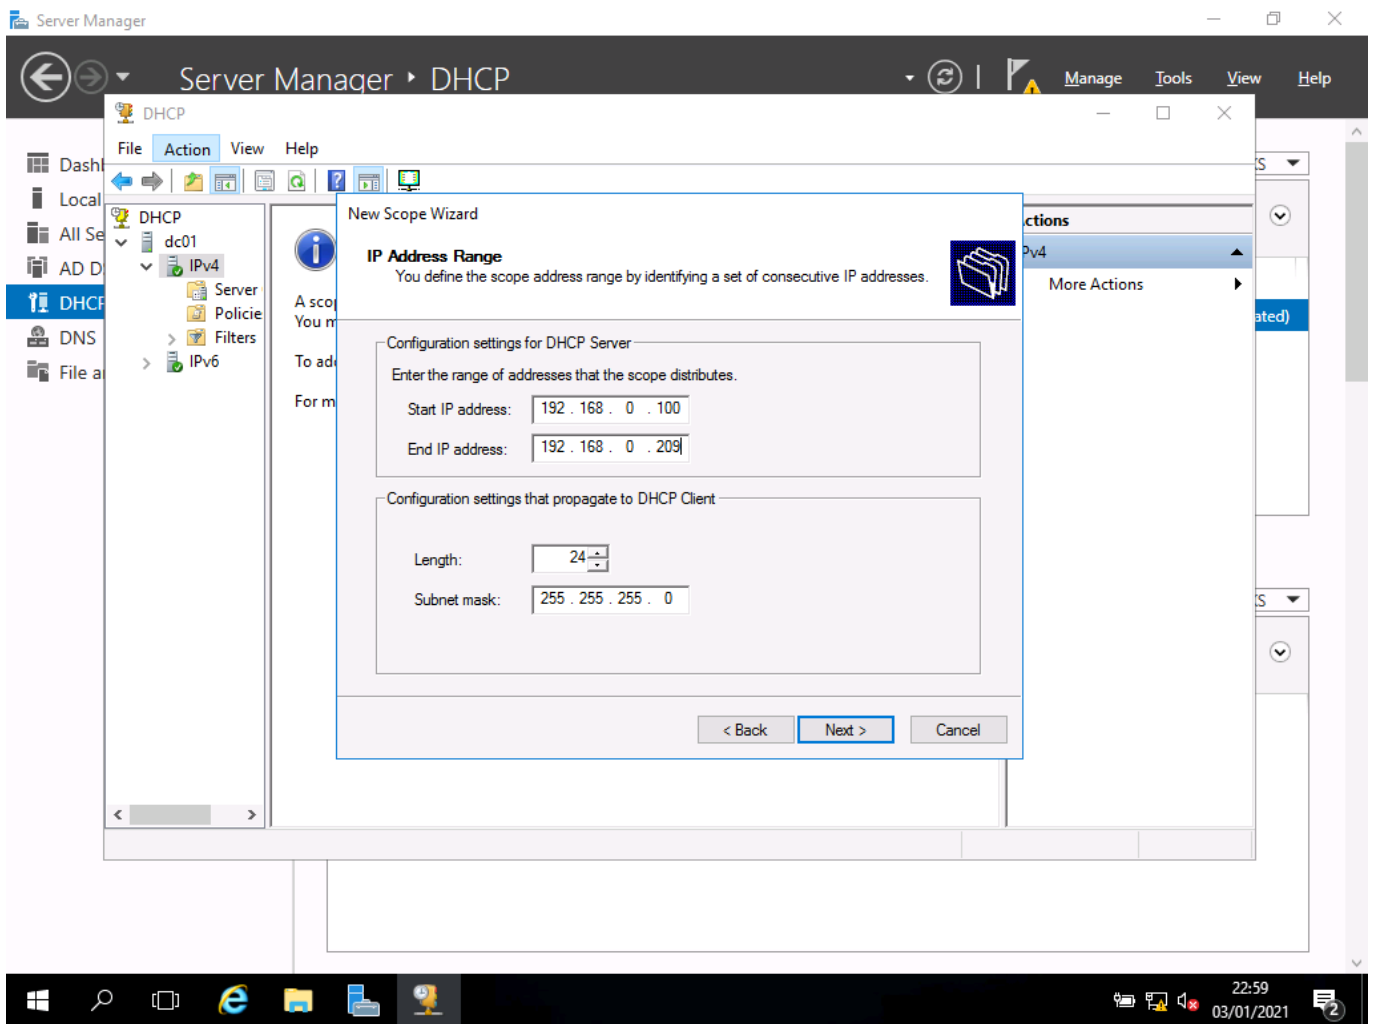 Server Manager
Server Manager ‣ DHCP
Manage Tools View Help
DHCP
File Action View Help
Local
All Se
AD D
DHCP
DNS
File a
DHCP
dc01
IPv4
Server
Policie
Filters
IPv6
A scop
You m
To add
For m
New Scope Wizard
IP Address Range
You define the scope address range by identifying a set of consecutive IP addresses.
Configuration settings for DHCP Server
Enter the range of addresses that the scope distributes.
Start IP address: 192 . 168 . 0 . 100
End IP address: 192 . 168 . 0 . 209
Configuration settings that propagate to DHCP Client
Length: 24
Subnet mask: 255 . 255 . 255 . 0
< Back Next > Cancel
ctions
Pv4
More Actions
ated)
22:59
03/01/2021
2